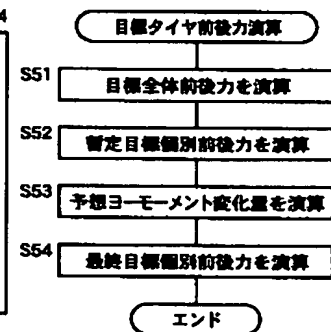 4
目標タイヤ前後力演算
S51
目標全体前後力を演算
S52
暫定目標個別前後力を演算
S53
予想ヨーモーメント変化量を演算
S54
最終目標個別前後力を演算
エンド